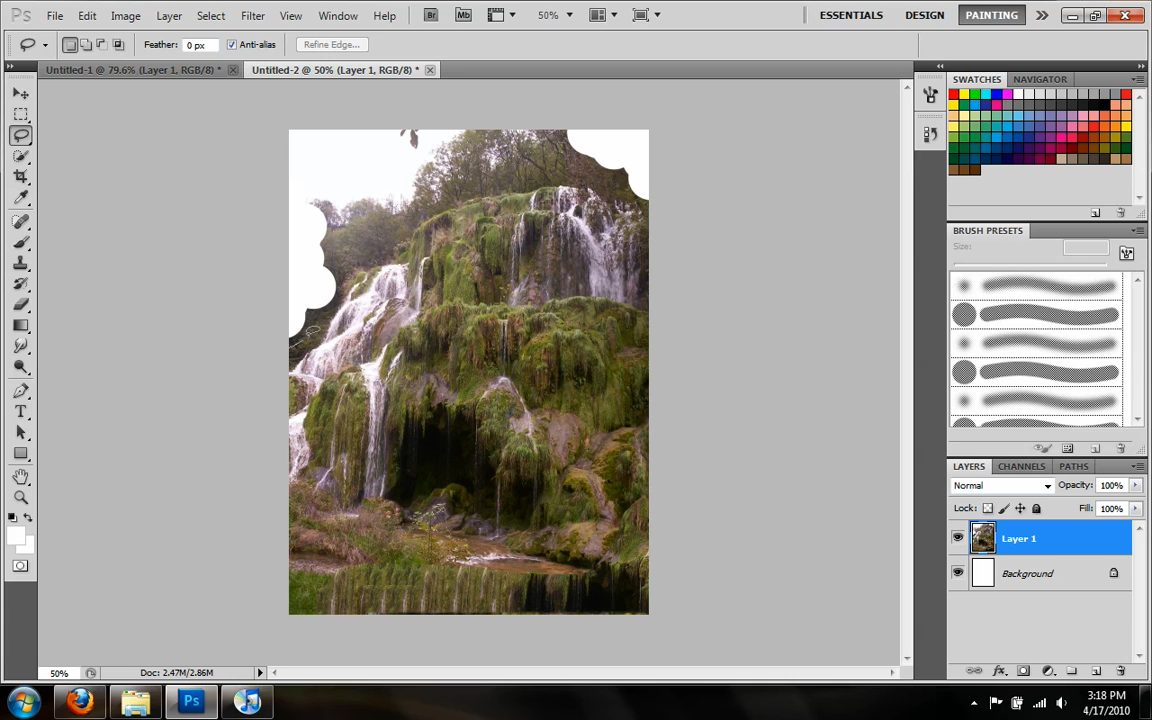 Ps File Edit Image Layer Select Filter View Window Help Br Mb 50% ESSENTIALS DESIGN PAINTING
Feather: 0 px Anti-alias Refine Edge...
Untitled-1 @ 79.6% (Layer 1, RGB/8) * Untitled-2 @ 50% (Layer 1, RGB/8) *
SWATCHES NAVIGATOR
BRUSH PRESETS
Size:
LAYERS CHANNELS PATHS
Normal Opacity: 100%
Lock: Fill: 100%
Layer 1
Background
50% Doc: 2.47M/2.86M
Ps 3:18 PM
4/17/2010